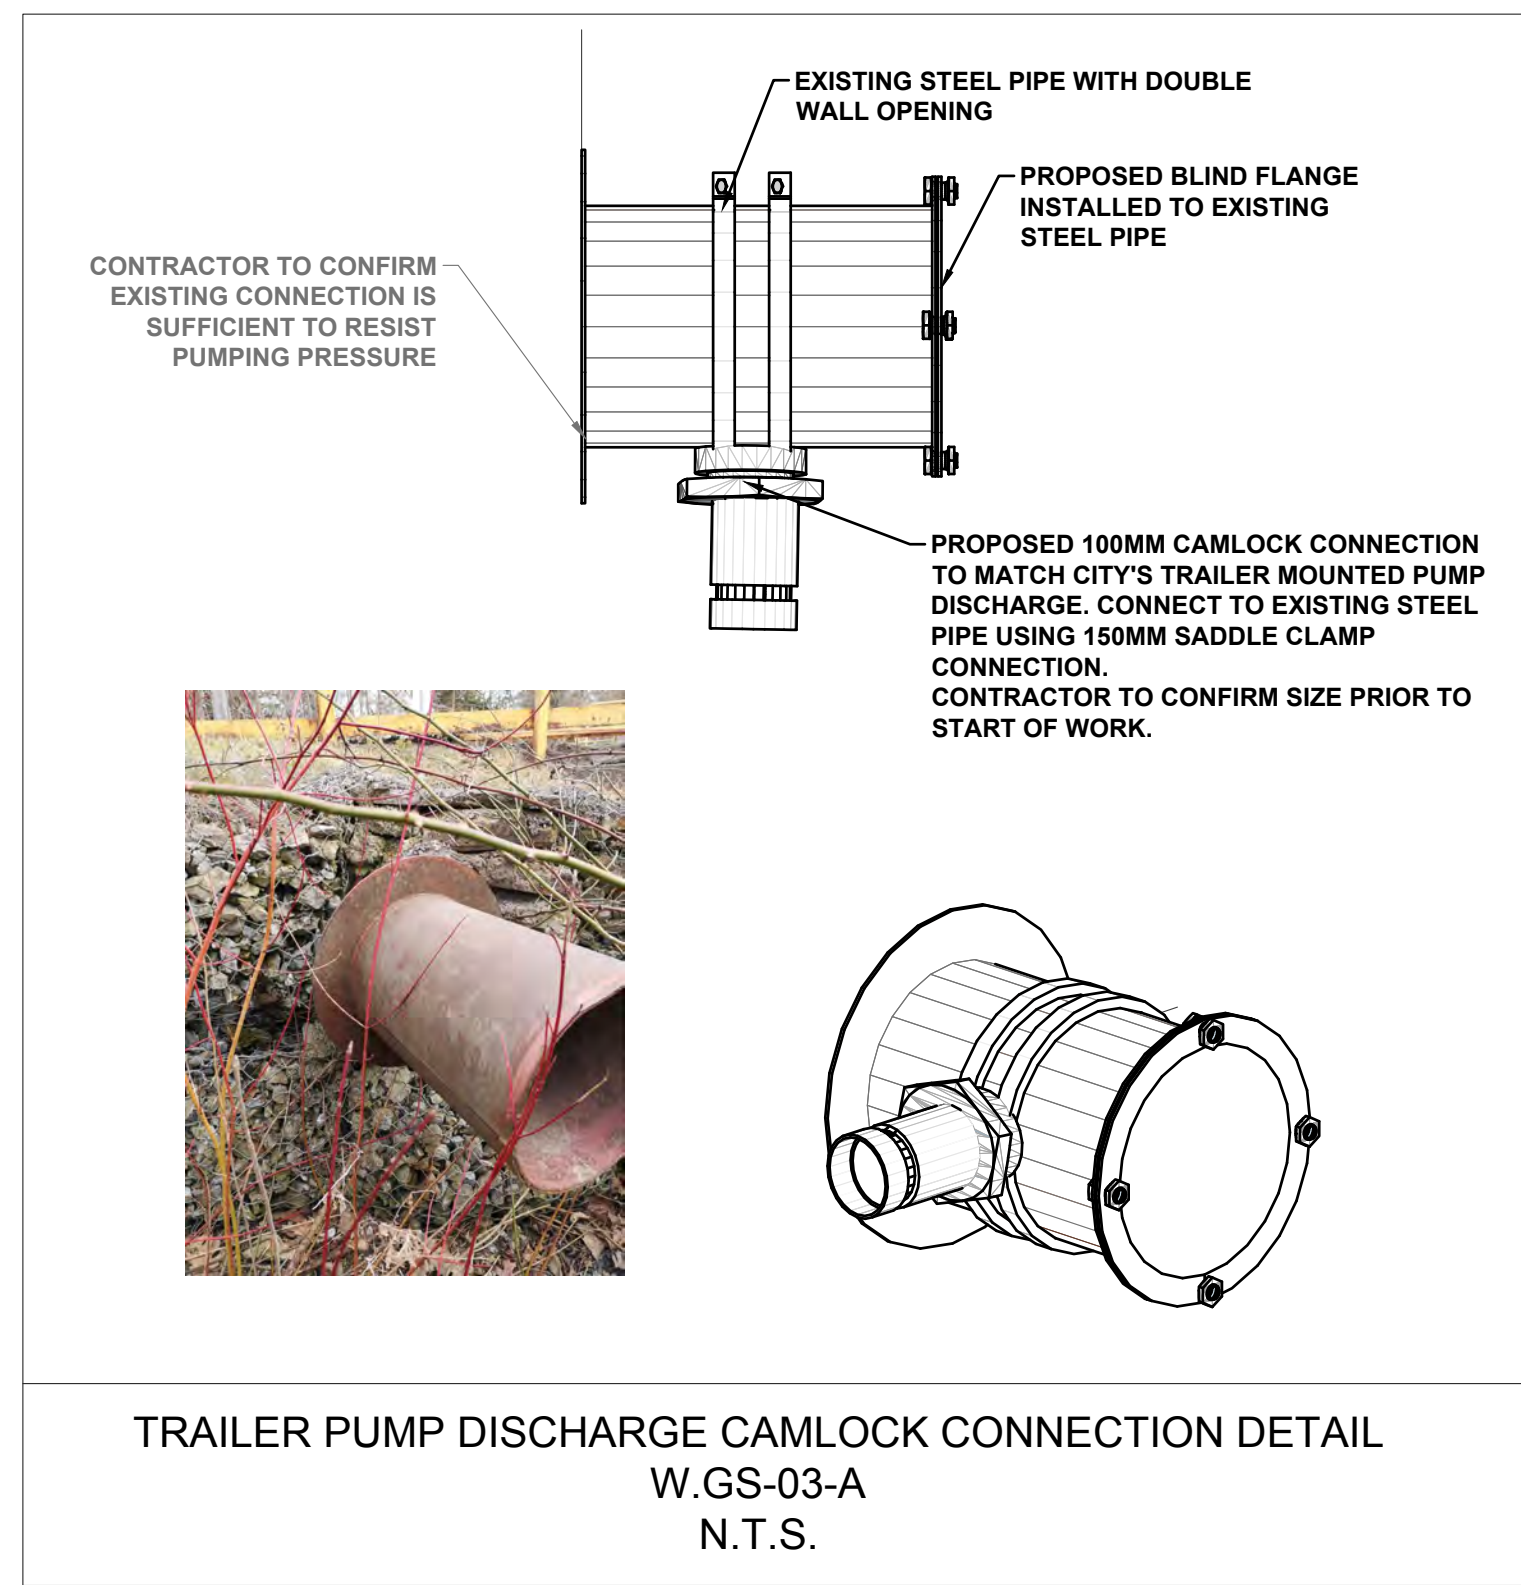 EXISTING STEEL PIPE WITH DOUBLE
WALL OPENING
PROPOSED BLIND FLANGE
INSTALLED TO EXISTING
STEEL PIPE
CONTRACTOR TO CONFIRM
EXISTING CONNECTION IS
SUFFICIENT TO RESIST
PUMPING PRESSURE
PROPOSED 100MM CAMLOCK CONNECTION
TO MATCH CITY'S TRAILER MOUNTED PUMP
DISCHARGE. CONNECT TO EXISTING STEEL
PIPE USING 150MM SADDLE CLAMP
CONNECTION.
CONTRACTOR TO CONFIRM SIZE PRIOR TO
START OF WORK.
TRAILER PUMP DISCHARGE CAMLOCK CONNECTION DETAIL
W.GS-03-A
N.T.S.